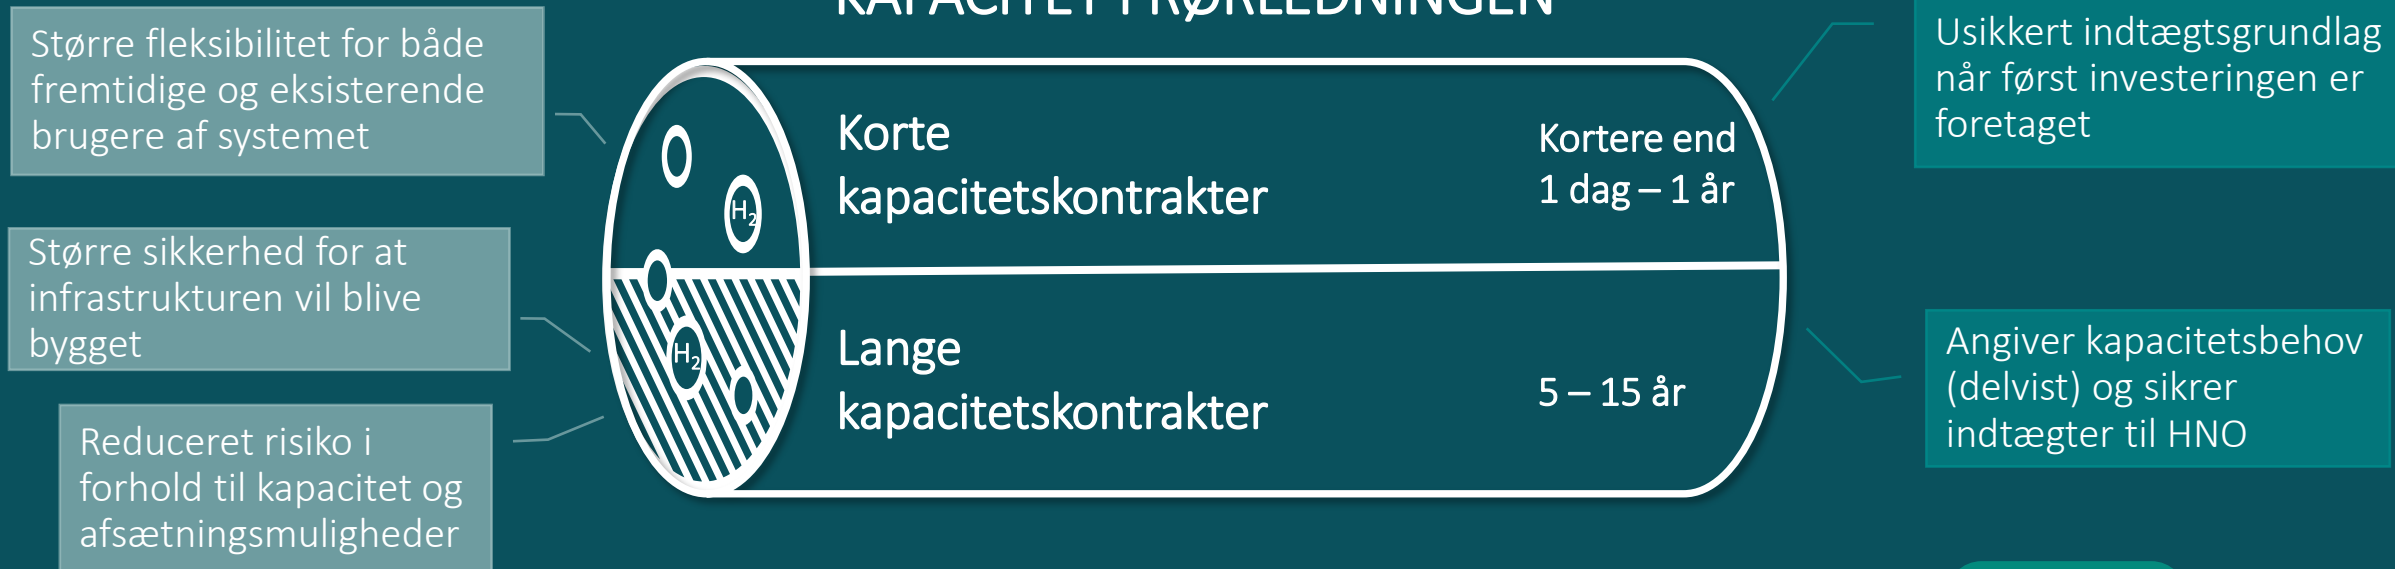 KAPACITET I RØRLEDNINGEN
Større fleksibilitet for både
fremtidige og eksisterende
brugere af systemet
Større sikkerhed for at
infrastrukturen vil blive
bygget
Reduceret risiko i
forhold til kapacitet og
afsætningsmuligheder
H₂
H₂
Korte
kapacitetskontrakter
Kortere end
1 dag – 1 år
Lange
kapacitetskontrakter
5 – 15 år
Usikkert indtægtsgrundlag
når først investeringen er
foretaget
Angiver kapacitetsbehov
(delvist) og sikrer
indtægter til HNO